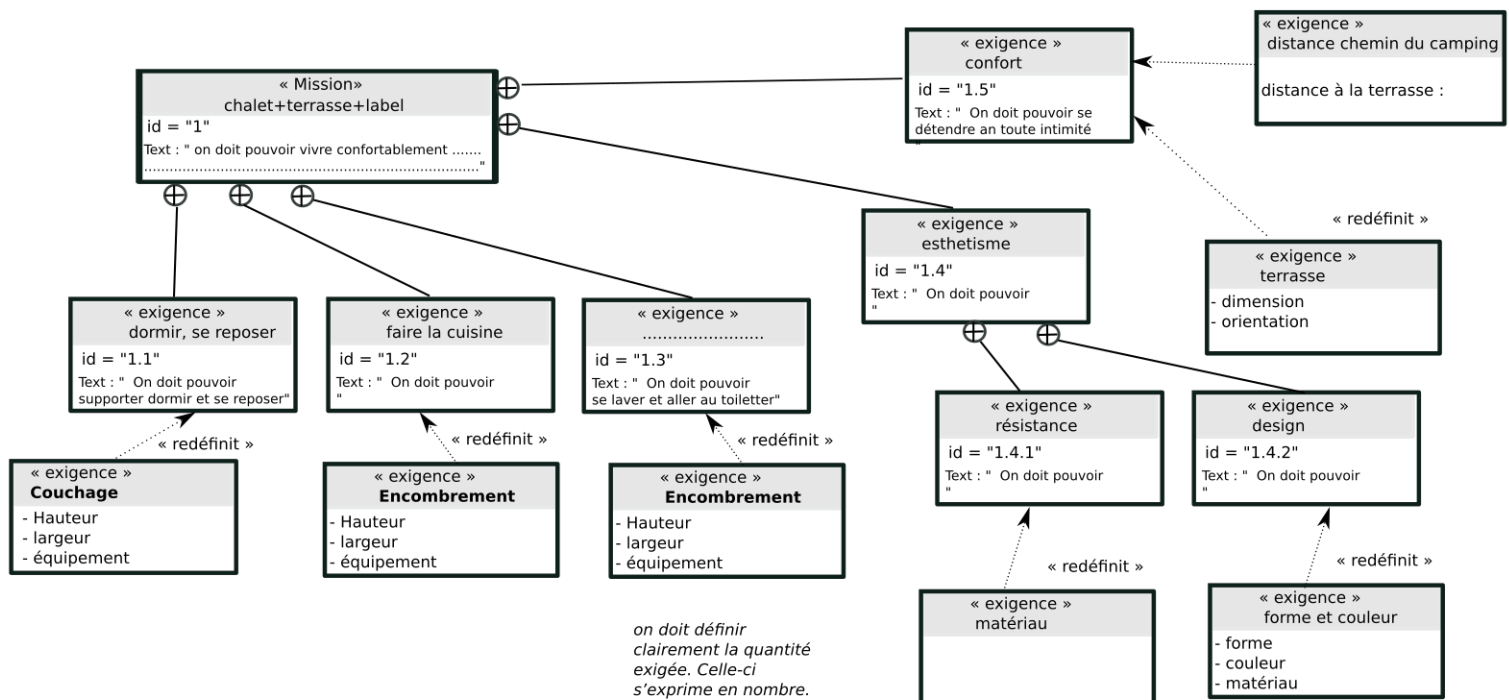 « Mission»
chalet+terrasse+label
id = "1"
Text : " on doit pouvoir vivre confortablement .......
........................................................................"
« exigence »
confort
id = "1.5"
Text : "  On doit pouvoir se
détendre an toute intimité
"
« exigence »
distance chemin du camping
distance à la terrasse :
« exigence »
esthetisme
id = "1.4"
Text : "  On doit pouvoir
"
« redéfinit »
« exigence »
terrasse
- dimension
- orientation
« exigence »
dormir, se reposer
id = "1.1"
Text : "  On doit pouvoir
supporter dormir et se reposer"
« exigence »
faire la cuisine
id = "1.2"
Text : "  On doit pouvoir
"
« exigence »
........................
id = "1.3"
Text : "  On doit pouvoir
se laver et aller au toiletter"
« exigence »
résistance
id = "1.4.1"
Text : "  On doit pouvoir
"
« exigence »
design
id = "1.4.2"
Text : "  On doit pouvoir
"
« redéfinit »
« redéfinit »
« redéfinit »
« exigence »
Couchage
- Hauteur
- largeur
- équipement
« exigence »
Encombrement
- Hauteur
- largeur
- équipement
« exigence »
Encombrement
- Hauteur
- largeur
- équipement
« redéfinit »
« redéfinit »
« exigence »
matériau
« exigence »
forme et couleur
- forme
- couleur
- matériau
on doit définir
clairement la quantité
exigée. Celle-ci
s'exprime en nombre.